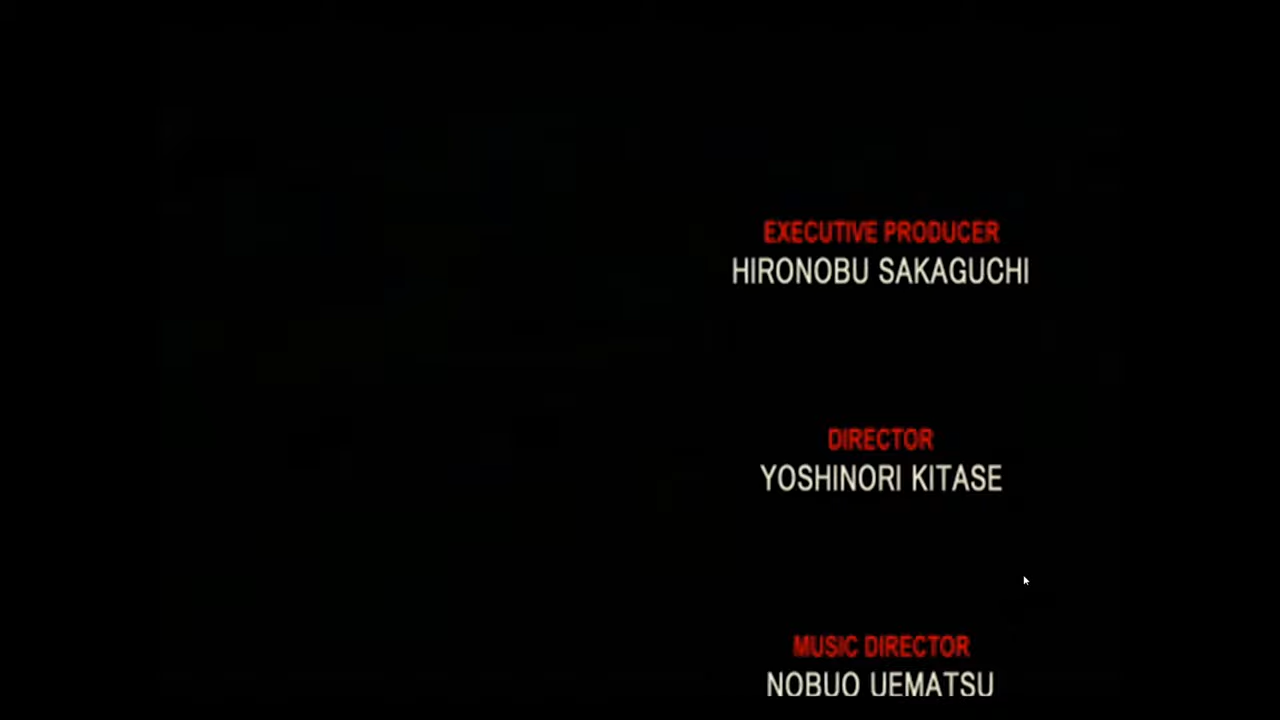 EXECUTIVE PRODUCER
HIRONOBU SAKAGUCHI
DIRECTOR
YOSHINORI KITASE
MUSIC DIRECTOR
NOBUO UEMATSU